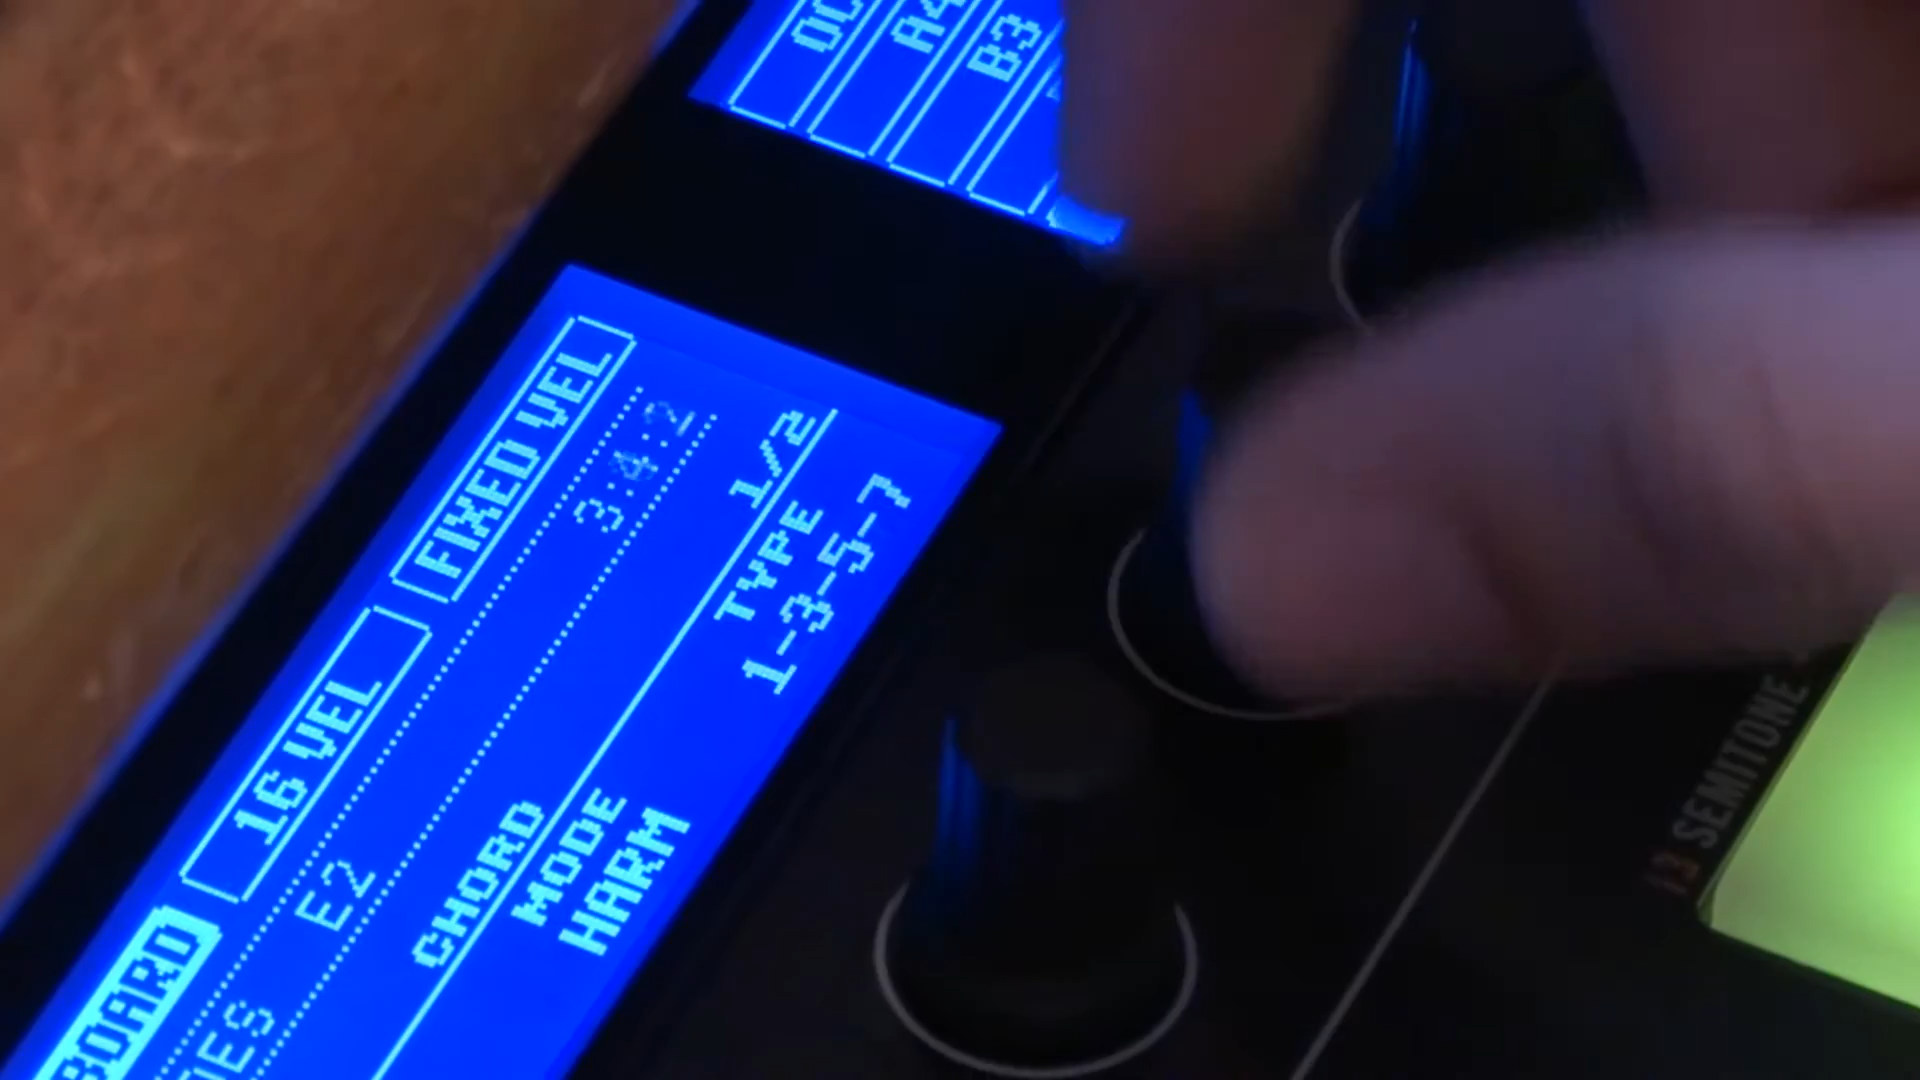 A4
B3
BOARD 16 VEL FIXED VEL
E2 3:4:2
CHORD 1/2
MODE TYPE
HARM 1-3-5-7
13 SEMITONE